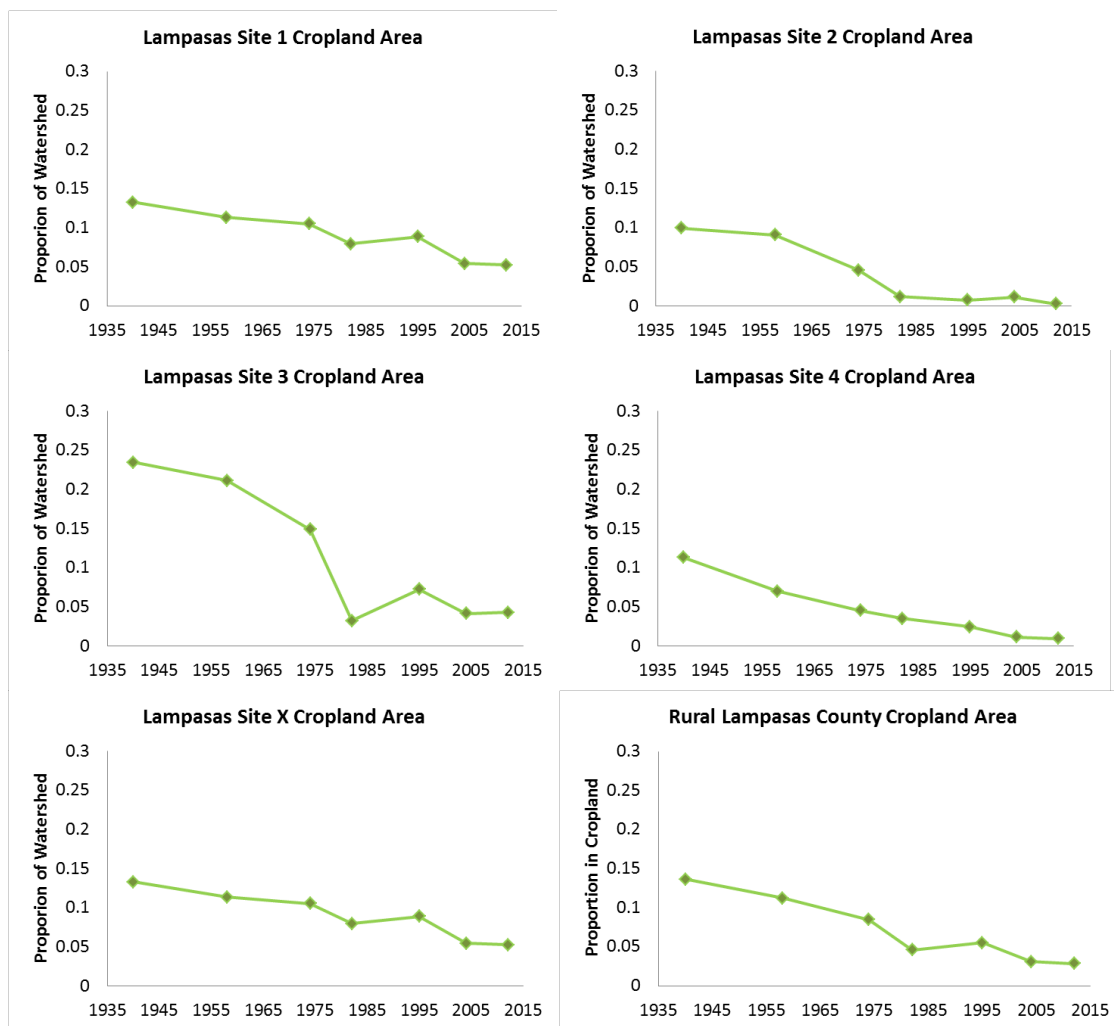 Lampasas Site 1 Cropland Area
Proporion of Watershed
0.3
0.25
0.2
0.15
0.1
0.05
0
1935 1945 1955 1965 1975 1985 1995 2005 2015
Lampasas Site 2 Cropland Area
Proporion of Watershed
0.3
0.25
0.2
0.15
0.1
0.05
0
1935 1945 1955 1965 1975 1985 1995 2005 2015
Lampasas Site 3 Cropland Area
Proporion of Watershed
0.3
0.25
0.2
0.15
0.1
0.05
0
1935 1945 1955 1965 1975 1985 1995 2005 2015
Lampasas Site 4 Cropland Area
Proporion of Watershed
0.3
0.25
0.2
0.15
0.1
0.05
0
1935 1945 1955 1965 1975 1985 1995 2005 2015
Lampasas Site X Cropland Area
Proporion of Watershed
0.3
0.25
0.2
0.15
0.1
0.05
0
1935 1945 1955 1965 1975 1985 1995 2005 2015
Rural Lampasas County Cropland Area
Proportion in Cropland
0.3
0.25
0.2
0.15
0.1
0.05
0
1935 1945 1955 1965 1975 1985 1995 2005 2015